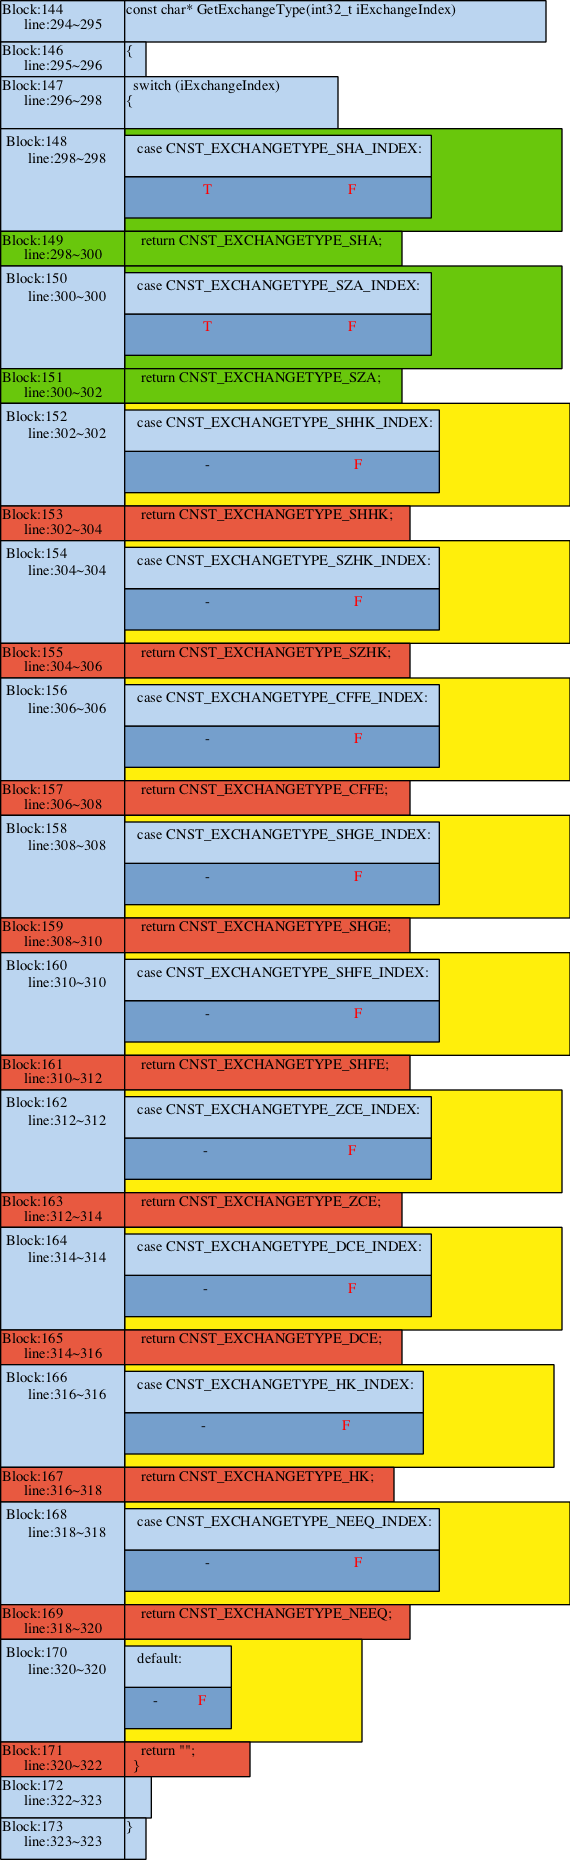 Block:144 const char* GetExchangeType(int32_t iExchangeIndex)
line:294~295
Block:146 {
line:295~296
Block:147 switch (iExchangeIndex)
line:296~298 {
Block:148 case CNST_EXCHANGETYPE_SHA_INDEX:
line:298~298
T F
Block:149 return CNST_EXCHANGETYPE_SHA;
line:298~300
Block:150 case CNST_EXCHANGETYPE_SZA_INDEX:
line:300~300
T F
Block:151 return CNST_EXCHANGETYPE_SZA;
line:300~302
Block:152 case CNST_EXCHANGETYPE_SHHK_INDEX:
line:302~302
- F
Block:153 return CNST_EXCHANGETYPE_SHHK;
line:302~304
Block:154 case CNST_EXCHANGETYPE_SZHK_INDEX:
line:304~304
- F
Block:155 return CNST_EXCHANGETYPE_SZHK;
line:304~306
Block:156 case CNST_EXCHANGETYPE_CFFE_INDEX:
line:306~306
- F
Block:157 return CNST_EXCHANGETYPE_CFFE;
line:306~308
Block:158 case CNST_EXCHANGETYPE_SHGE_INDEX:
line:308~308
- F
Block:159 return CNST_EXCHANGETYPE_SHGE;
line:308~310
Block:160 case CNST_EXCHANGETYPE_SHFE_INDEX:
line:310~310
- F
Block:161 return CNST_EXCHANGETYPE_SHFE;
line:310~312
Block:162 case CNST_EXCHANGETYPE_ZCE_INDEX:
line:312~312
- F
Block:163 return CNST_EXCHANGETYPE_ZCE;
line:312~314
Block:164 case CNST_EXCHANGETYPE_DCE_INDEX:
line:314~314
- F
Block:165 return CNST_EXCHANGETYPE_DCE;
line:314~316
Block:166 case CNST_EXCHANGETYPE_HK_INDEX:
line:316~316
- F
Block:167 return CNST_EXCHANGETYPE_HK;
line:316~318
Block:168 case CNST_EXCHANGETYPE_NEEQ_INDEX:
line:318~318
- F
Block:169 return CNST_EXCHANGETYPE_NEEQ;
line:318~320
Block:170 default:
line:320~320
- F
Block:171 return "";
line:320~322 }
Block:172
line:322~323
Block:173 }
line:323~323